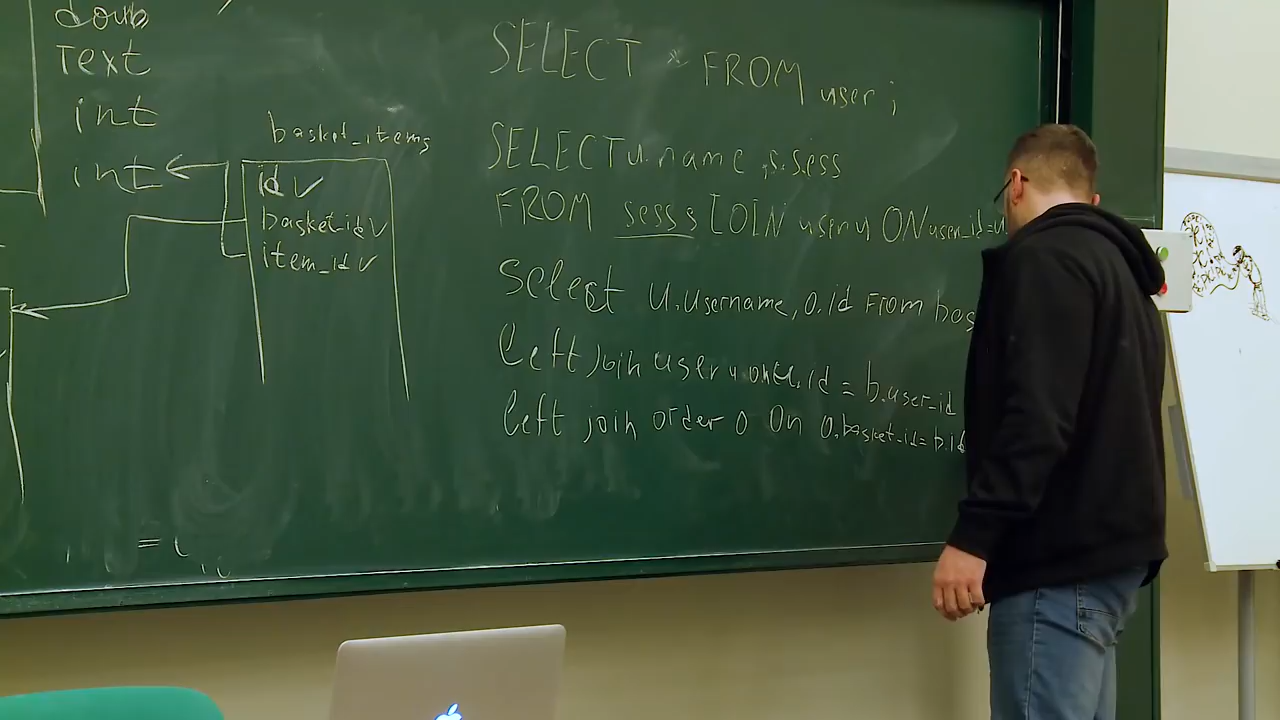 doub
Text
int
int
basket_items
id ✓
basket_id ✓
item_id ✓
SELECT * FROM user;
SELECT u.name, s.sess
FROM sess s JOIN user u ON user_id=u.
Select u.username, o.id From bas
left join user u on u.id = b.user_id
left join order o on o.basket_id = b.id
=